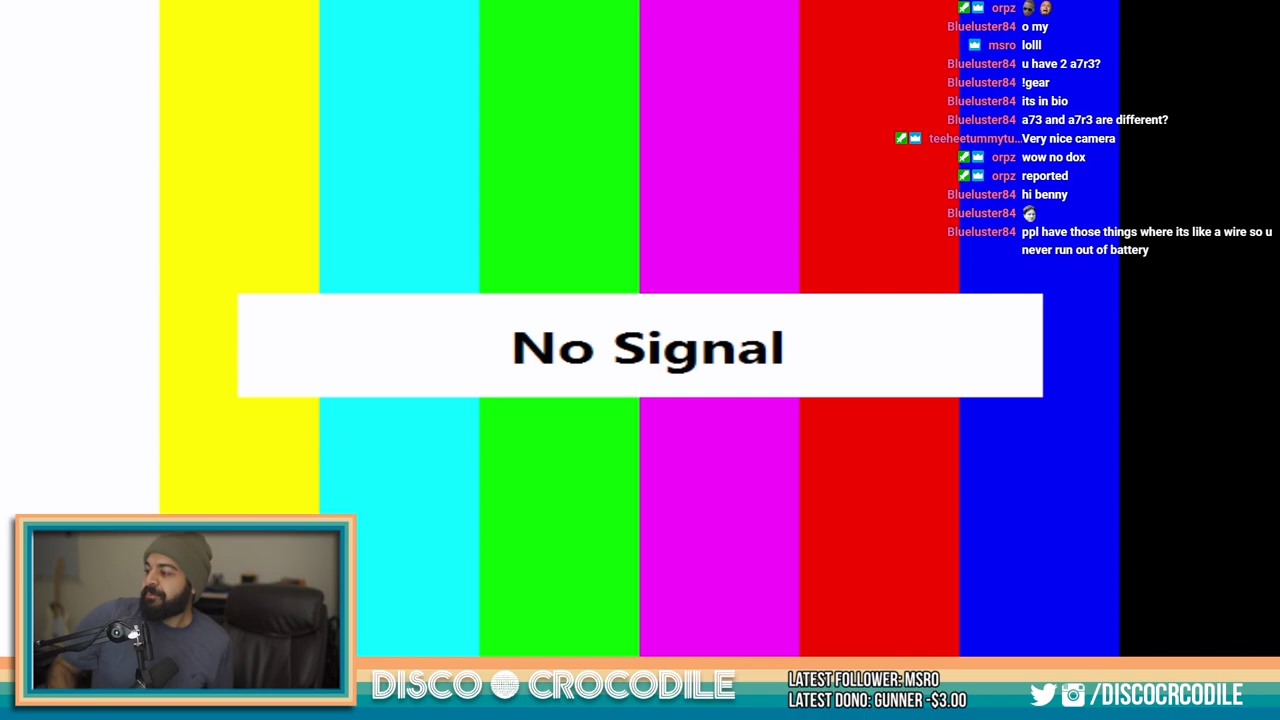 orpz
Blueluster84 o my
msro lolll
Blueluster84 u have 2 a7r3?
Blueluster84 !gear
Blueluster84 its in bio
Blueluster84 a73 and a7r3 are different?
teeheetummytu... Very nice camera
orpz wow no dox
orpz reported
Blueluster84 hi benny
Blueluster84
Blueluster84 ppl have those things where its like a wire so u
never run out of battery
No Signal
DISCO CROCODILE
LATEST FOLLOWER: MSRO
LATEST DONO: GUNNER -$3.00
/DISCOCRCODILE